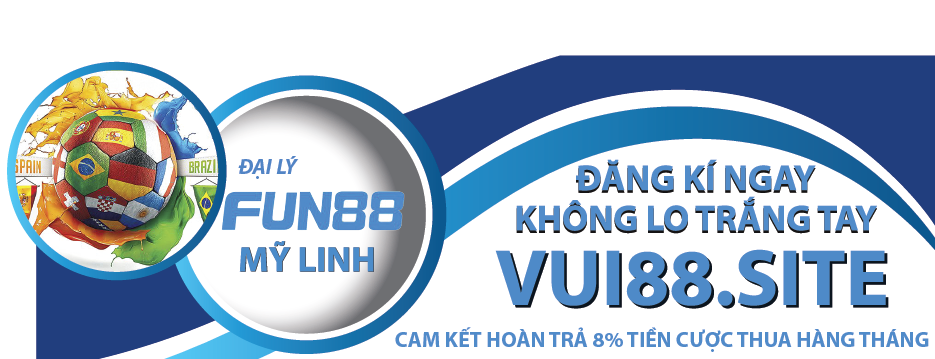 SPAIN
BRAZI
ĐẠI LÝ
FUN88
MỸ LINH
ĐĂNG KÍ NGAY
KHÔNG LO TRẮNG TAY
VUI88.SITE
CAM KẾT HOÀN TRẢ 8% TIỀN CƯỢC THUA HÀNG THÁNG